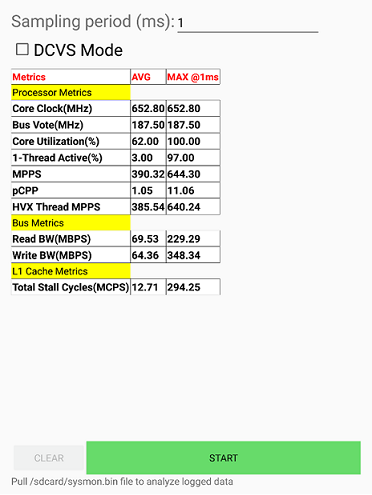 Sampling period (ms): 1
DCVS Mode
Metrics AVG MAX @1ms
Processor Metrics
Core Clock(MHz) 652.80 652.80
Bus Vote(MHz) 187.50 187.50
Core Utilization(%) 62.00 100.00
1-Thread Active(%) 3.00 97.00
MPPS 390.32 644.30
pCPP 1.05 11.06
HVX Thread MPPS 385.54 640.24
Bus Metrics
Read BW(MBPS) 69.53 229.29
Write BW(MBPS) 64.36 348.34
L1 Cache Metrics
Total Stall Cycles(MCPS) 12.71 294.25
CLEAR START
Pull /sdcard/sysmon.bin file to analyze logged data